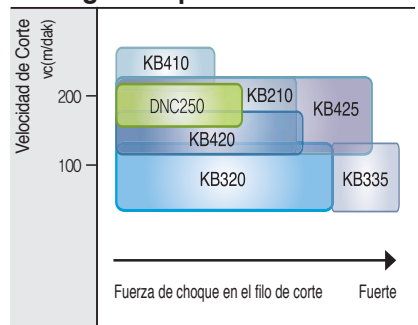 Velocidad de Corte
vc(m/dak)
200
100
KB410
DNC250
KB210
KB425
KB420
KB320
KB335
Fuerza de choque en el filo de corte
Fuerte